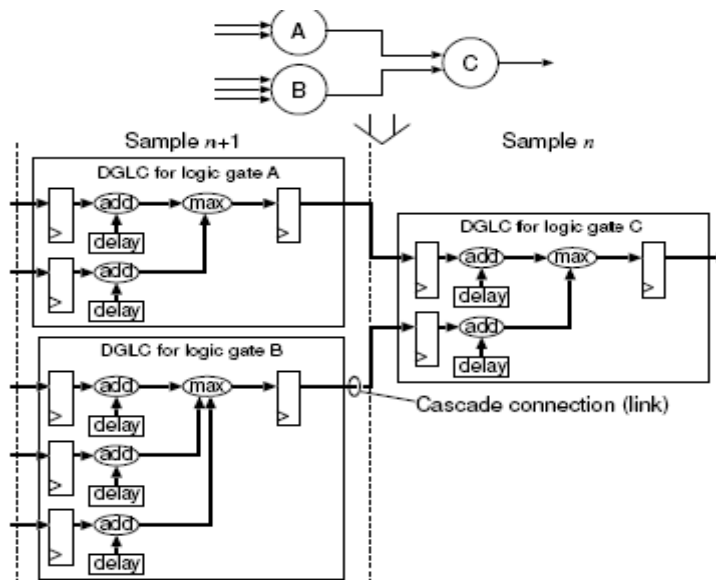 A
B
C
Sample n+1
Sample n
DGLC for logic gate A
add
max
delay
add
delay
DGLC for logic gate C
add
max
delay
add
delay
DGLC for logic gate B
add
max
delay
add
delay
add
delay
Cascade connection (link)